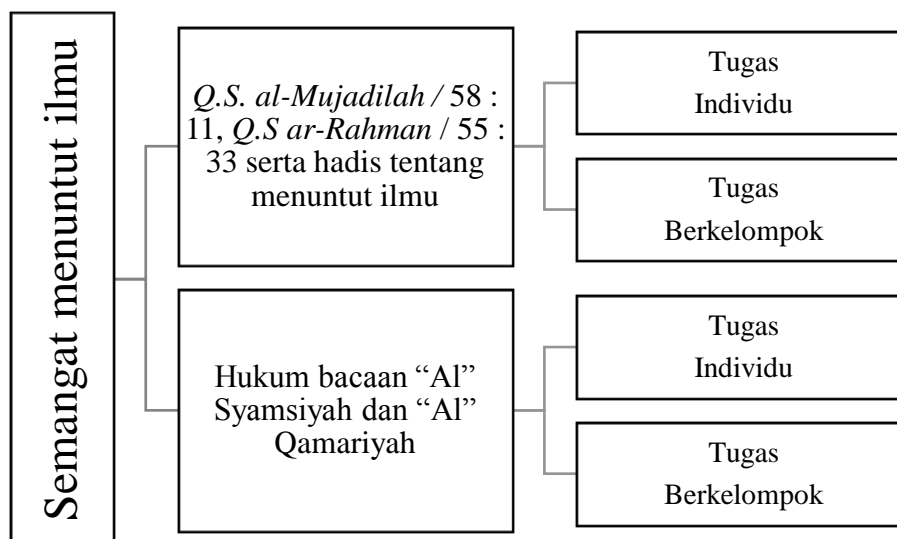 Semangat menuntut ilmu
Q.S. al-Mujadilah / 58 :
11, Q.S ar-Rahman / 55 :
33 serta hadis tentang
menuntut ilmu
Tugas
Individu
Tugas
Berkelompok
Hukum bacaan “Al”
Syamsiyah dan “Al”
Qamariyah
Tugas
Individu
Tugas
Berkelompok